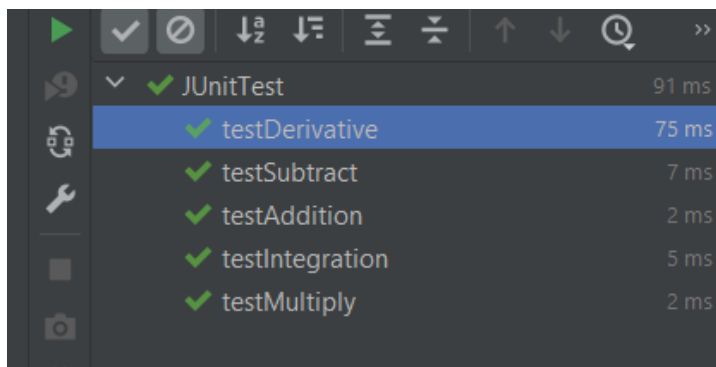 JUnitTest 91 ms
testDerivative 75 ms
testSubtract 7 ms
testAddition 2 ms
testIntegration 5 ms
testMultiply 2 ms